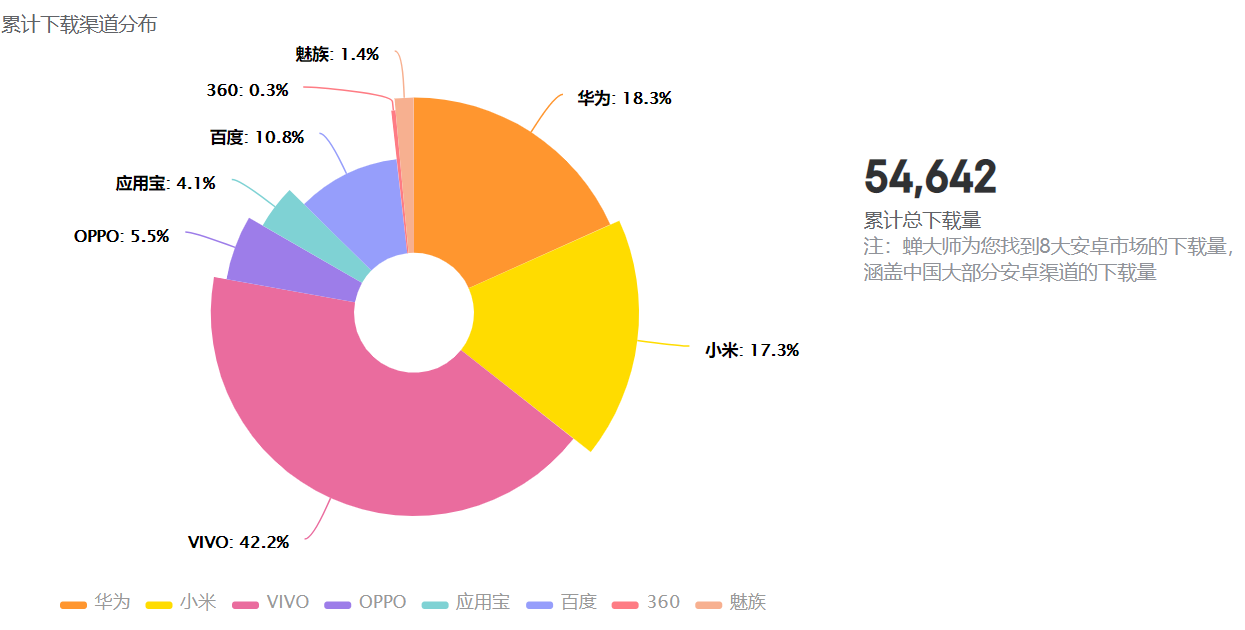 累计下载渠道分布
魅族: 1.4%
360: 0.3%
华为: 18.3%
百度: 10.8%
应用宝: 4.1%
OPPO: 5.5%
小米: 17.3%
VIVO: 42.2%
54,642
累计总下载量
注：蝉大师为您找到8大安卓市场的下载量,
涵盖中国大部分安卓渠道的下载量
华为 小米 VIVO OPPO 应用宝 百度 360 魅族